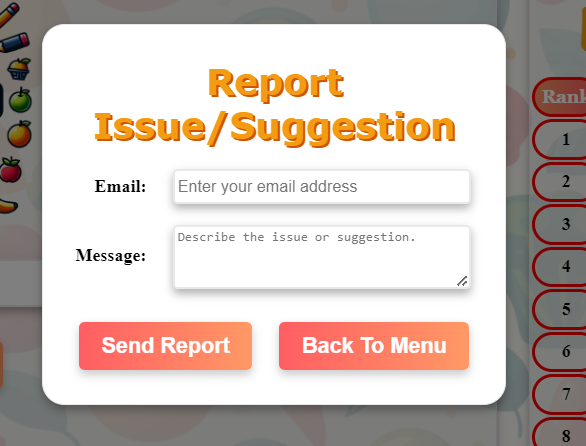 Report
Issue/Suggestion
Email:
Enter your email address
Message:
Describe the issue or suggestion.
Send Report
Back To Menu
Rank
1
2
3
4
5
6
7
8